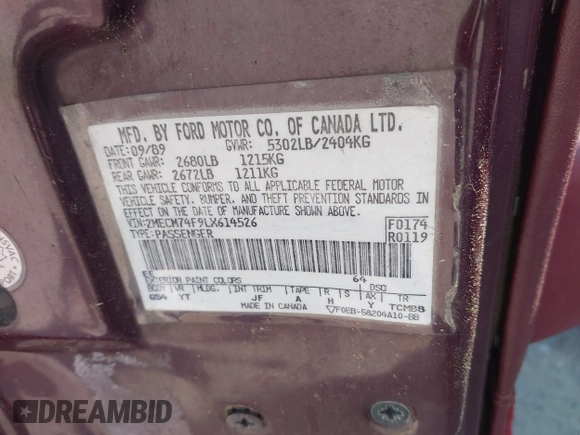 MFD. BY FORD MOTOR CO. OF CANADA LTD.
DATE: 09/89 GVWR: 5302LB/2404KG
FRONT GAWR: 2680LB 1215KG
REAR GAWR: 2672LB 1211KG
THIS VEHICLE CONFORMS TO ALL APPLICABLE FEDERAL MOTOR
VEHICLE SAFETY, BUMPER, AND THEFT PREVENTION STANDARDS IN
EFFECT ON THE DATE OF MANUFACTURE SHOWN ABOVE.
VIN: 2MECM74F9LX614526 F0174
TYPE: PASSENGER R0119
EE 64
EXTERIOR PAINT COLORS DSO
BODY VR MLDG. INT TRIM TAPE R S AX TR
GS4 YT JF A H Y TCMBB
MADE IN CANADA F0EB-58204A10-BB
DREAMBID